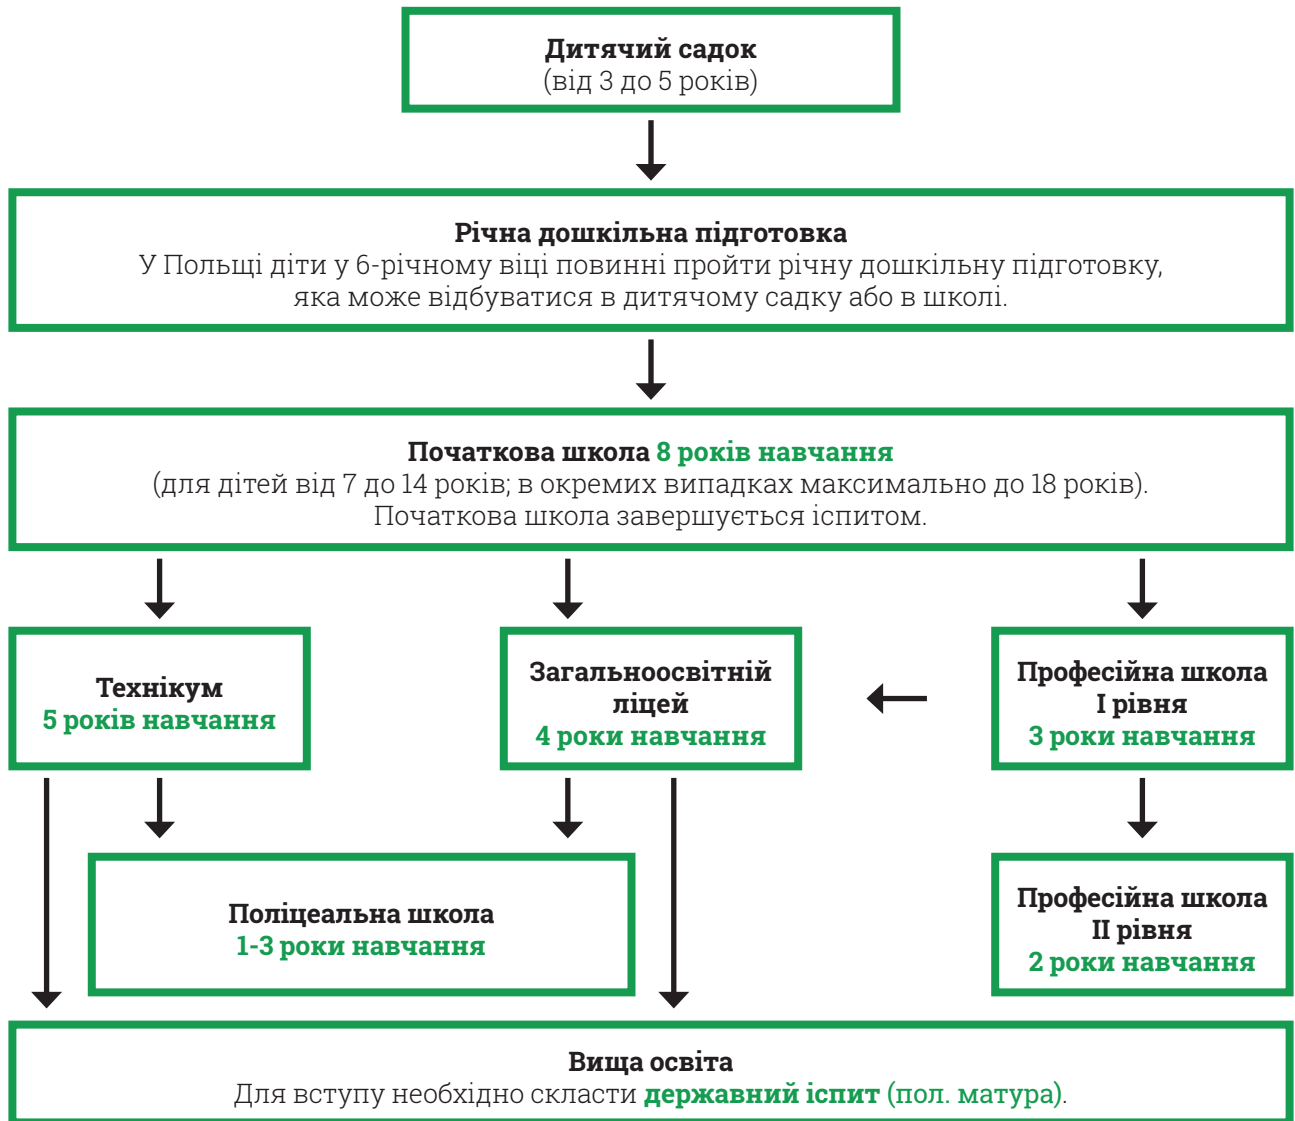 Дитячий садок
(від 3 до 5 років)
Річна дошкільна підготовка
У Польщі діти у 6-річному віці повинні пройти річну дошкільну підготовку,
яка може відбуватися в дитячому садку або в школі.
Початкова школа 8 років навчання
(для дітей від 7 до 14 років; в окремих випадках максимально до 18 років).
Початкова школа завершується іспитом.
Технікум
5 років навчання
Загальноосвітній
ліцей
4 роки навчання
Професійна школа
І рівня
3 роки навчання
Поліцеальна школа
1-3 роки навчання
Професійна школа
ІІ рівня
2 роки навчання
Вища освіта
Для вступу необхідно скласти державний іспит (пол. матура).